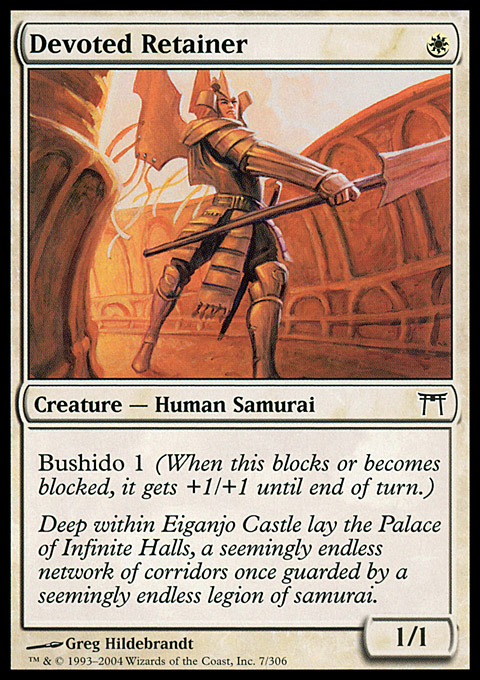 Devoted Retainer
Creature — Human Samurai
Bushido 1 (When this blocks or becomes
blocked, it gets +1/+1 until end of turn.)
Deep within Eiganjo Castle lay the Palace
of Infinite Halls, a seemingly endless
network of corridors once guarded by a
seemingly endless legion of samurai.
Greg Hildebrandt
1/1
™ & © 1993–2004 Wizards of the Coast, Inc. 7/306